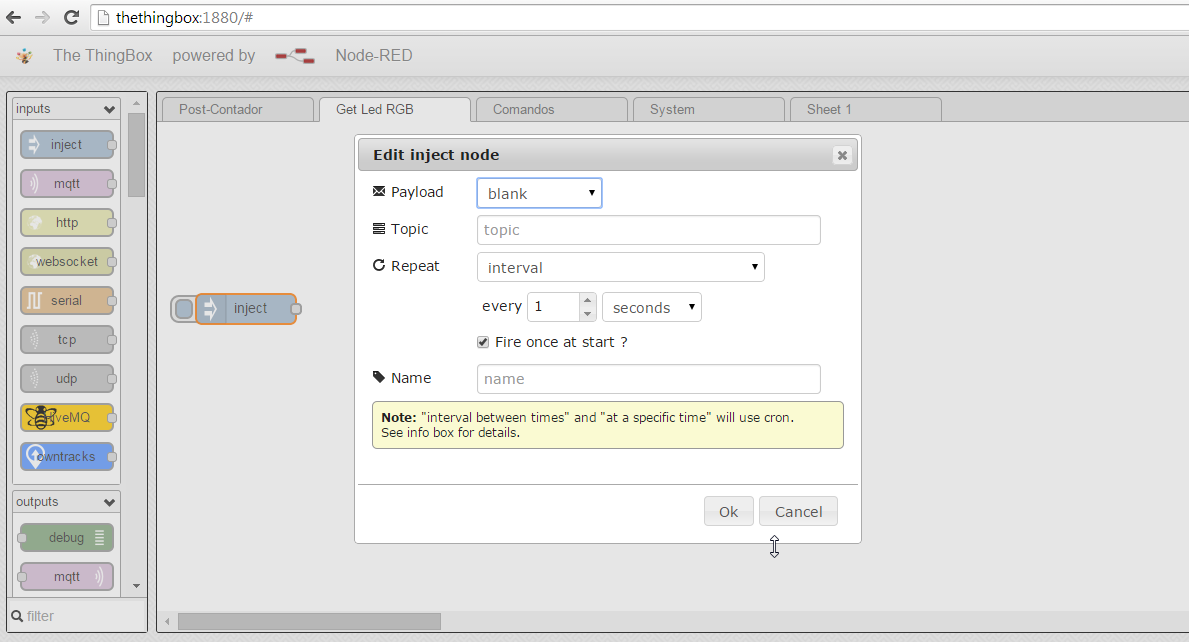 thethingbox:1880/#
The ThingBox powered by Node-RED
inputs
inject
mqtt
http
websocket
serial
tcp
udp
hiveMQ
owntracks
outputs
debug
mqtt
filter
Post-Contador Get Led RGB Comandos System Sheet 1
inject
Edit inject node
Payload blank
Topic topic
Repeat interval
every 1 seconds
Fire once at start ?
Name name
Note: "interval between times" and "at a specific time" will use cron.
See info box for details.
Ok Cancel